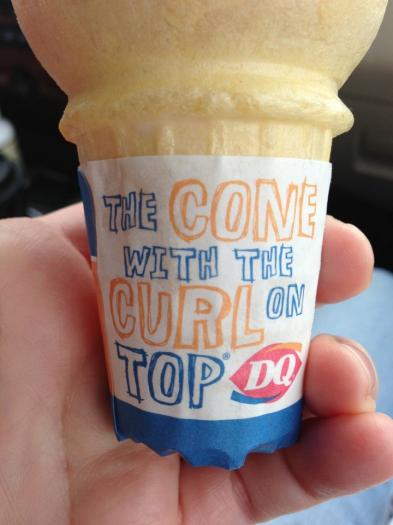 THE CONE
WITH THE
CURL ON
TOP®
DQ